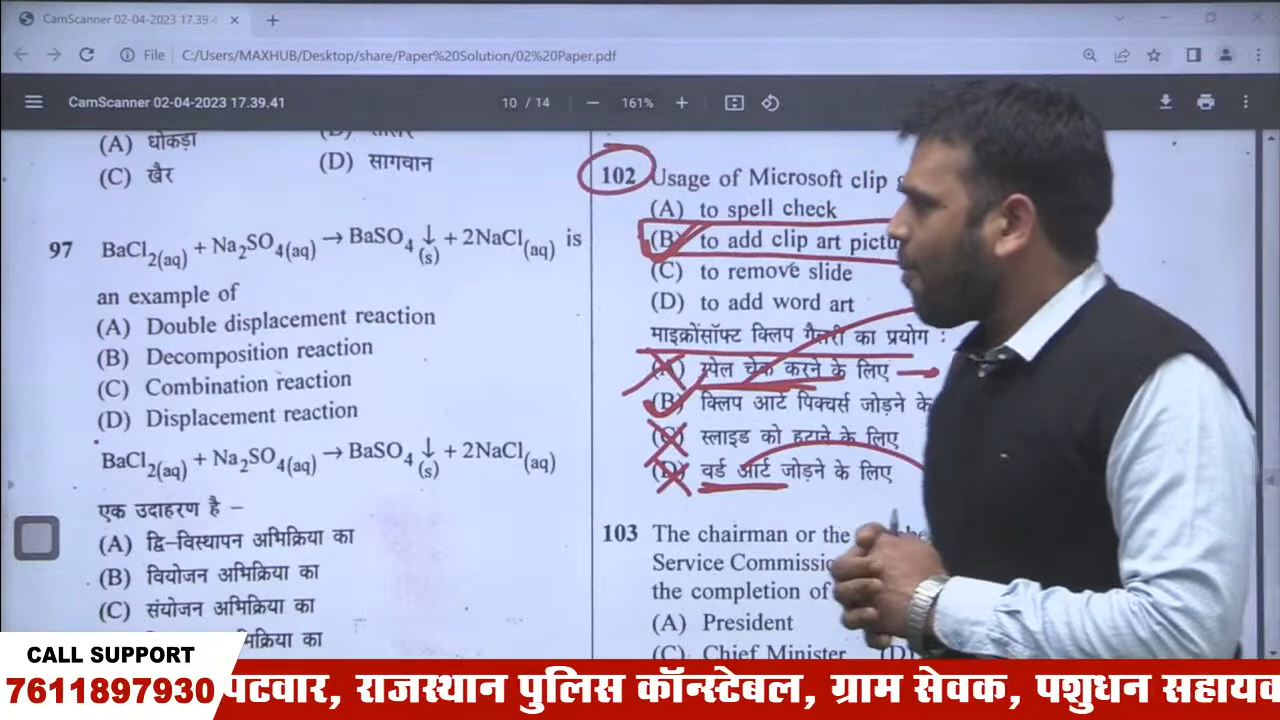 CamScanner 02-04-2023 17.39.4
File C:/Users/MAXHUB/Desktop/share/Paper%20Solution/02%20Paper.pdf
CamScanner 02-04-2023 17.39.41
10 / 14
161%
(A) धोकड़ा
(C) खैर
(D) सागवान
97 BaCl2(aq) + Na2SO4(aq) → BaSO4↓(s) + 2NaCl(aq) is
an example of
(A) Double displacement reaction
(B) Decomposition reaction
(C) Combination reaction
(D) Displacement reaction
BaCl2(aq) + Na2SO4(aq) → BaSO4↓(s) + 2NaCl(aq)
एक उदाहरण है –
(A) द्वि-विस्थापन अभिक्रिया का
(B) वियोजन अभिक्रिया का
(C) संयोजन अभिक्रिया का
का
102 Usage of Microsoft clip
(A) to spell check
(B) to add clip art
(C) to remove slide
(D) to add word art
माइक्रोंसॉफ्ट क्लिप गैलरी का प्रयोग :
(A) स्पेल चेक करने के लिए
(B) क्लिप आर्ट पिक्चर्स जोड़ने के
(C) स्लाइड को हटाने के लिए
(D) वर्ड आर्ट जोड़ने के लिए
103 The chairman or the
Service
the completion of
(A) President
(C) Chief Minister (D)
CALL SUPPORT
7611897930
पटवार, राजस्थान पुलिस कॉन्स्टेबल, ग्राम सेवक, पशुधन सहायक